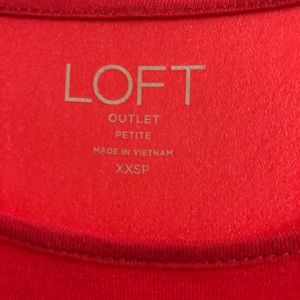 LOFT
OUTLET
PETITE
MADE IN VIETNAM
XXSP